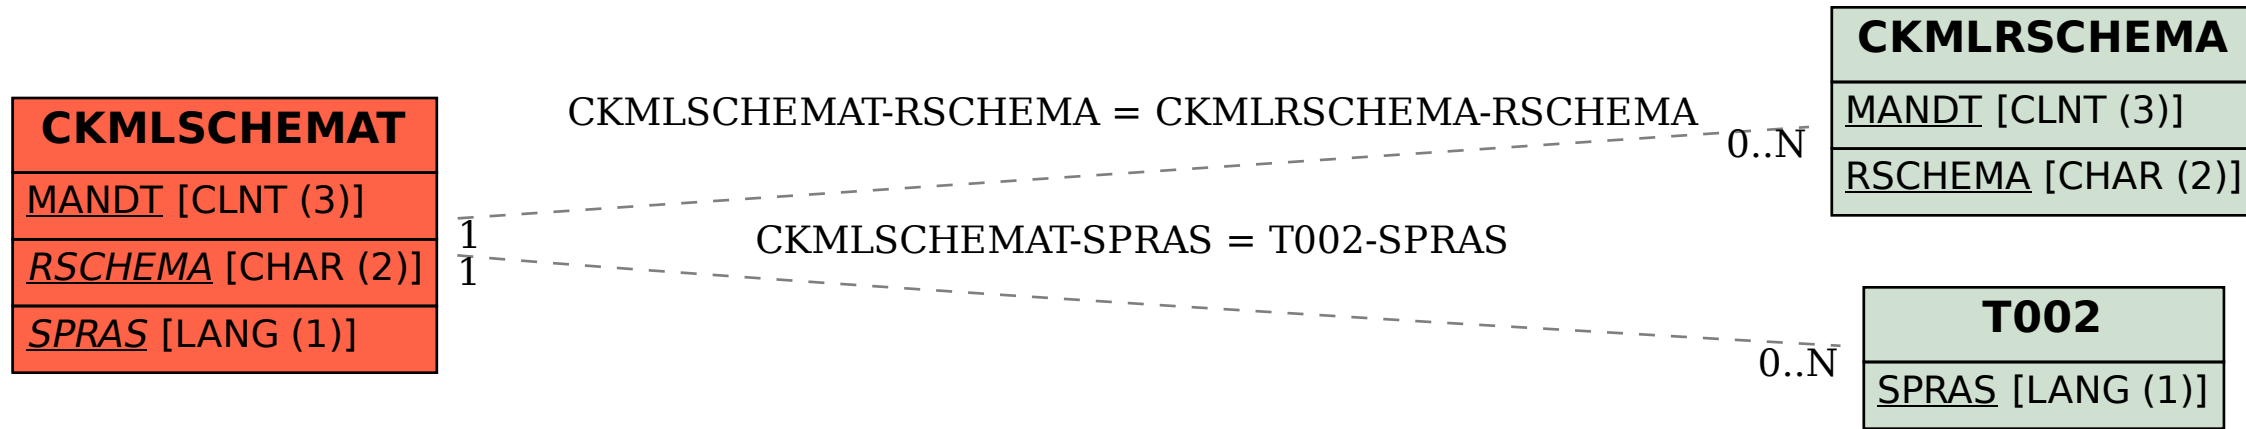 CKMLSCHEMAT
MANDT [CLNT (3)]
RSCHEMA [CHAR (2)]
SPRAS [LANG (1)]
CKMLSCHEMAT-RSCHEMA = CKMLRSCHEMA-RSCHEMA
1
0..N
CKMLSCHEMAT-SPRAS = T002-SPRAS
1
0..N
CKMLRSCHEMA
MANDT [CLNT (3)]
RSCHEMA [CHAR (2)]
T002
SPRAS [LANG (1)]